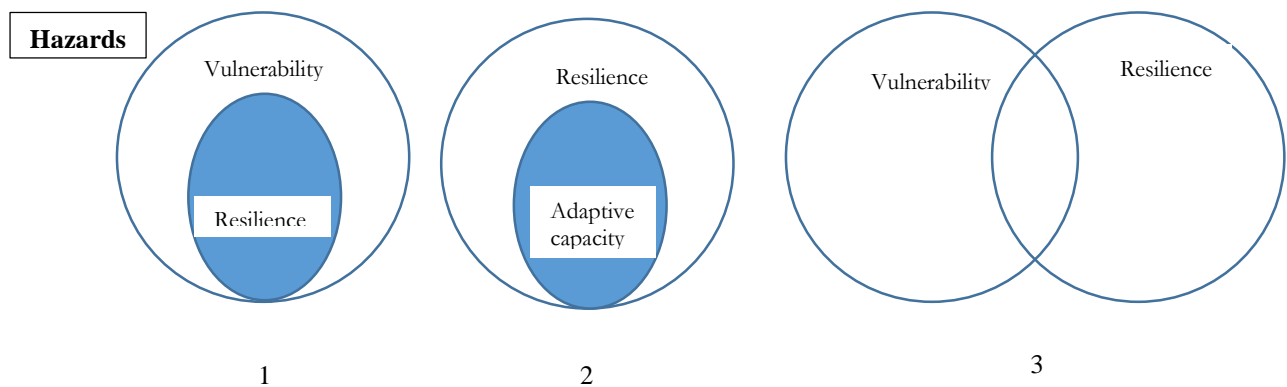 Hazards
Vulnerability
Resilience
Resilience
Adaptive
capacity
Vulnerability
Resilience
1
2
3